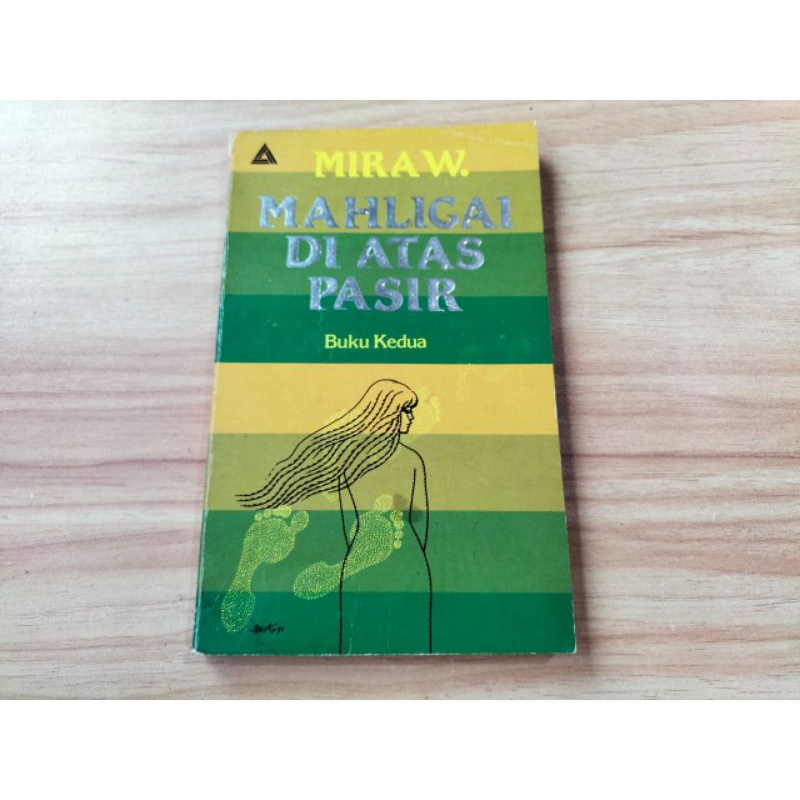 MIRA W.
MAHLIGAI
DI ATAS
PASIR
Buku Kedua